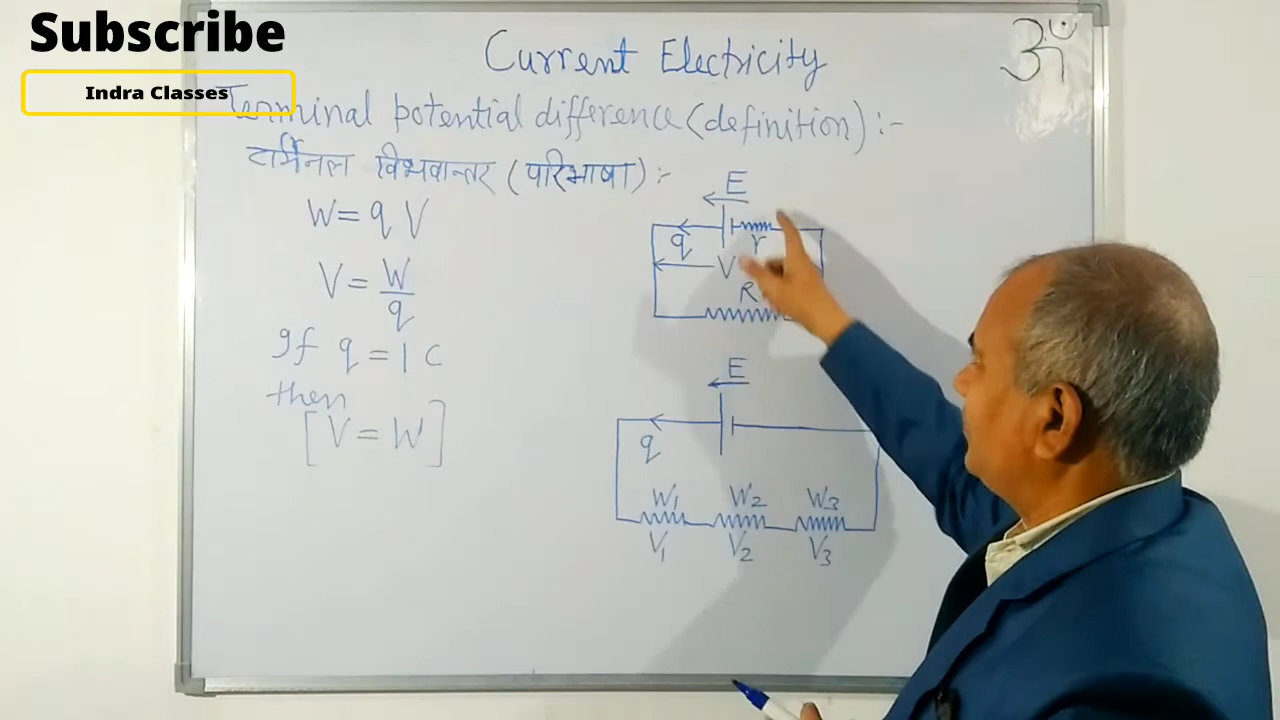 Subscribe
Indra Classes
Current Electricity
ॐ
Terminal potential difference (definition) :-
टर्मिनल विभवान्तर (परिभाषा) :-
W = q V
V = W/q
If q = 1 C
then
[V = W]
E
q r
V
R
E
q
W1 W2 W3
V1 V2 V3